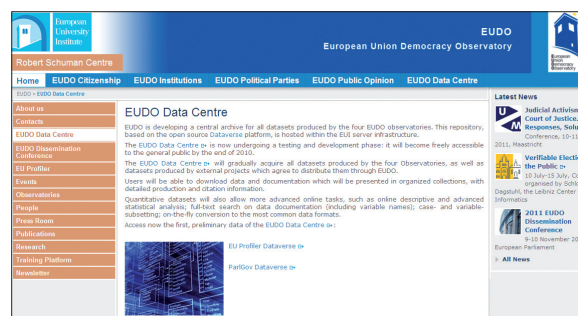 European
University
Institute
EUDO
European Union Democracy Observatory
European
Union
Democracy
Observatory
Robert Schuman Centre
Home EUDO Citizenship EUDO Institutions EUDO Political Parties EUDO Public Opinion EUDO Data Centre
EUDO » EUDO Data Centre
About us
Contacts
EUDO Data Centre
EUDO Dissemination
Conference
EU Profiler
Events
Observatories
People
Press Room
Publications
Research
Training Platform
Newsletter
EUDO Data Centre
EUDO is developing a central archive for all datasets produced by the four EUDO observatories. This repository,
based on the open source Dataverse platform, is hosted within the EUI server infrastructure.
The EUDO Data Centre is now undergoing a testing and development phase: it will become freely accessible
to the general public by the end of 2010.
The EUDO Data Centre will gradually acquire all datasets produced by the four Observatories, as well as
datasets produced by external projects which agree to distribute them through EUDO.
Users will be able to download data and documentation which will be presented in organized collections, with
detailed production and citation information.
Quantitative datasets will also allow more advanced online tasks, such as online descriptive and advanced
statistical analysis; full-text search on data documentation (including variable names); case- and variable-
subsetting; on-the-fly conversion to the most common data formats.
Access now the first, preliminary data of the EUDO Data Centre :
EU Profiler Dataverse
ParlGov Dataverse
Latest News
Judicial Activism
Court of Justice.
Responses, Solu
Conference, 10-11
2011, Maastricht
Verifiable Electi
the Public
10 July-15 July, Co
organised by Schlo
Dagstuhl, the Leibniz Center
Informatics
2011 EUDO
Dissemination
Conference
9-10 November 20
European Parliament
All News